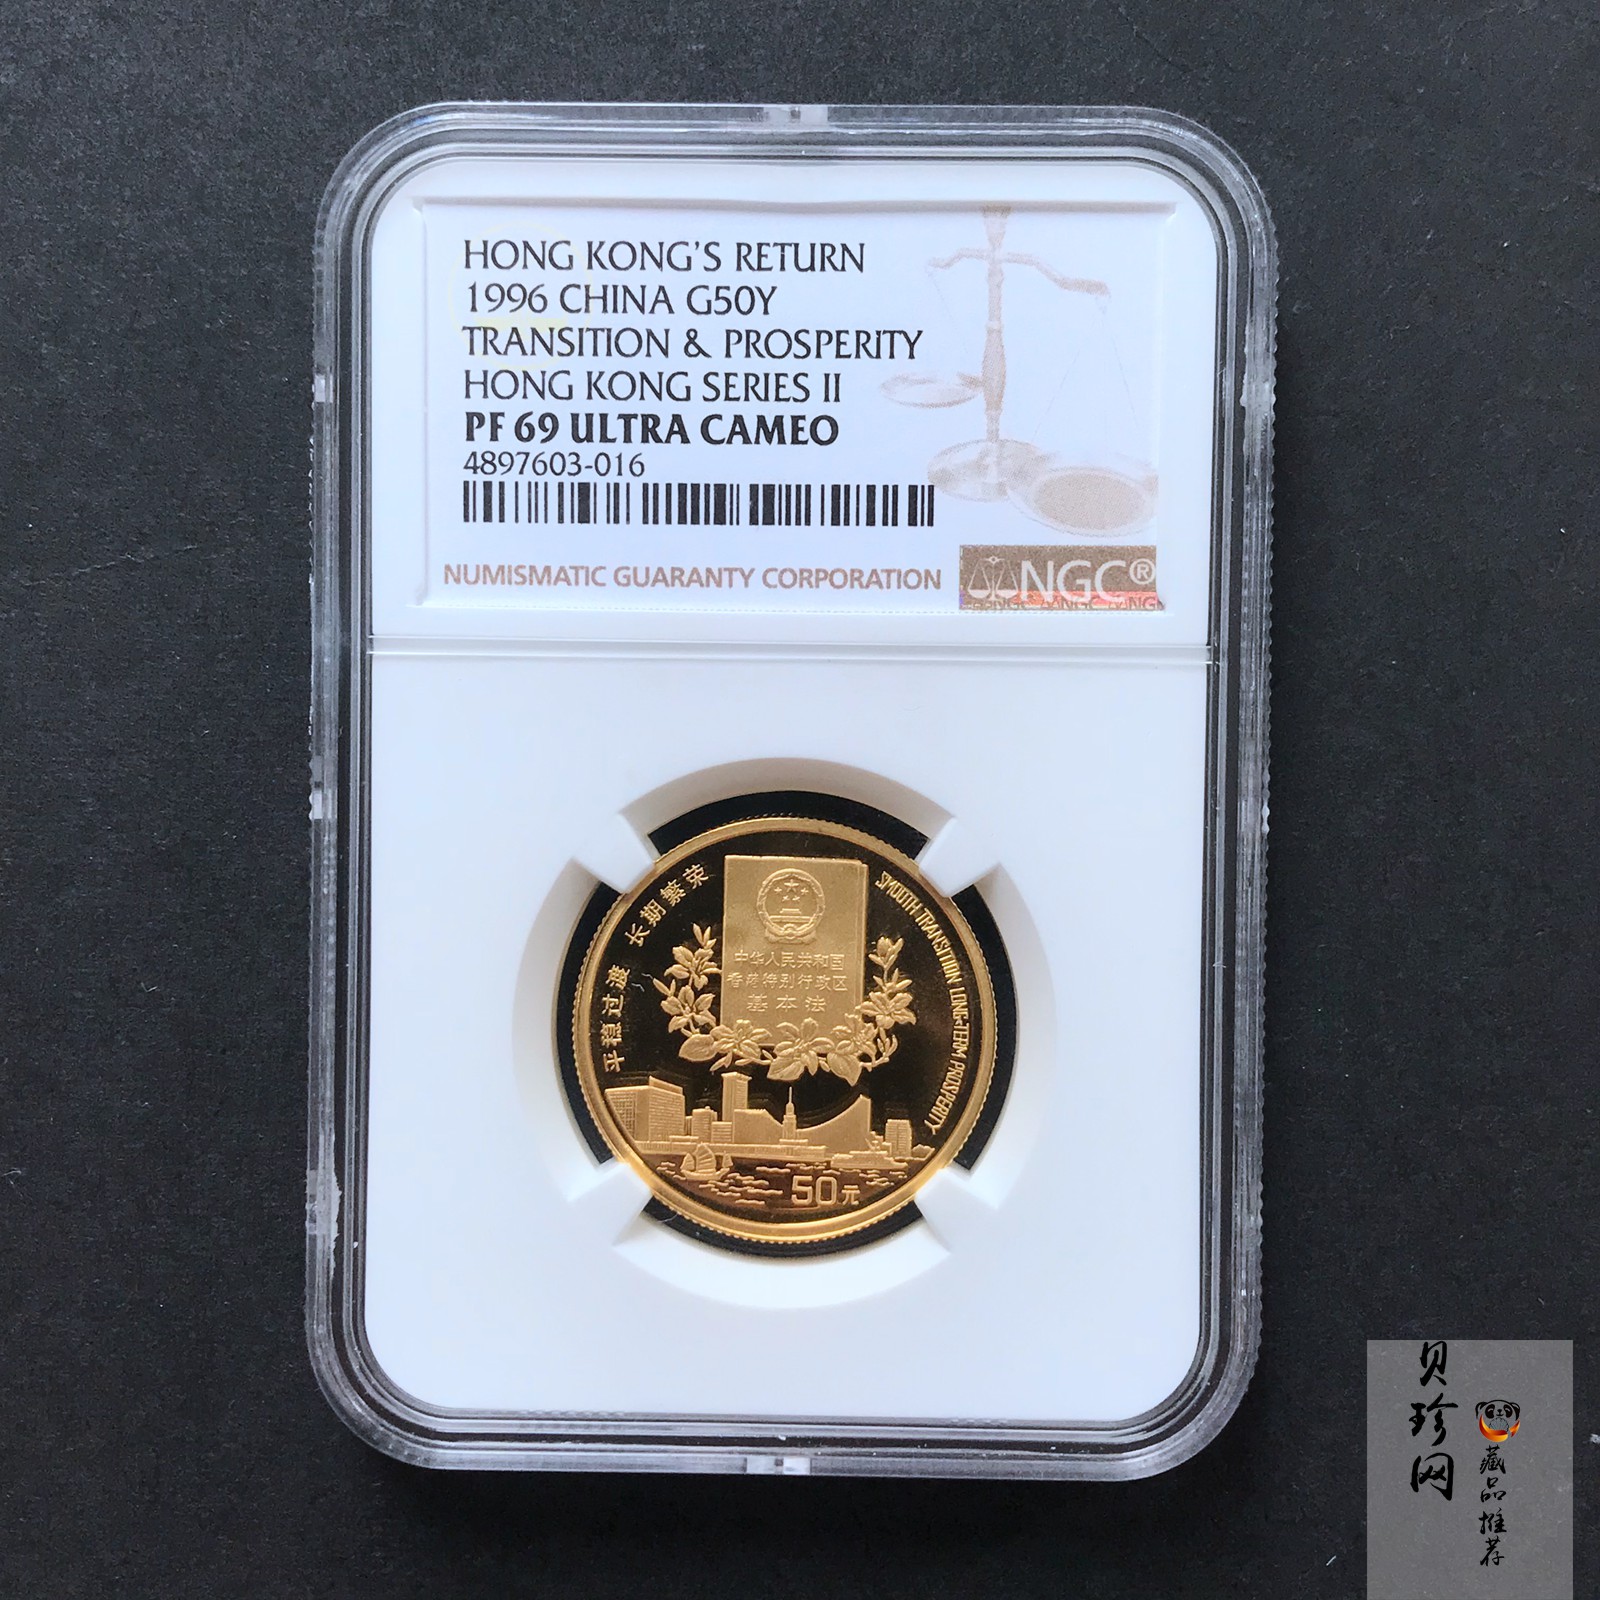 HONG KONG'S RETURN
1996 CHINA G50Y
TRANSITION & PROSPERITY
HONG KONG SERIES II
PF 69 ULTRA CAMEO
4897603-016
NUMISMATIC GUARANTY CORPORATION
NGC®
NGC NGC NG
平稳过渡 长期繁荣
SMOOTH TRANSITION LONG-TERM PROSPERITY
中华人民共和国
香港特别行政区
基本法
50元
贝珍网
藏品推荐